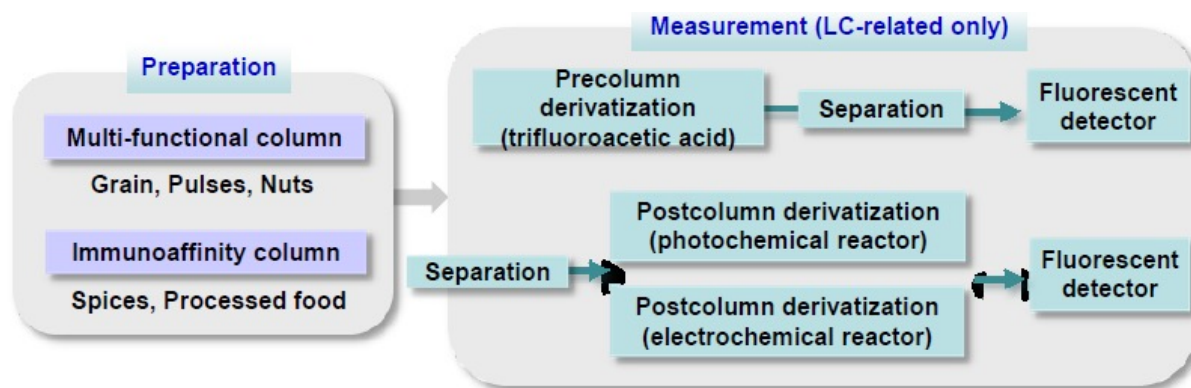 Preparation
Multi-functional column
Grain, Pulses, Nuts
Immunoaffinity column
Spices, Processed food
Measurement (LC-related only)
Precolumn
derivatization
(trifluoroacetic acid)
Separation
Fluorescent
detector
Separation
Postcolumn derivatization
(photochemical reactor)
Postcolumn derivatization
(electrochemical reactor)
Fluorescent
detector